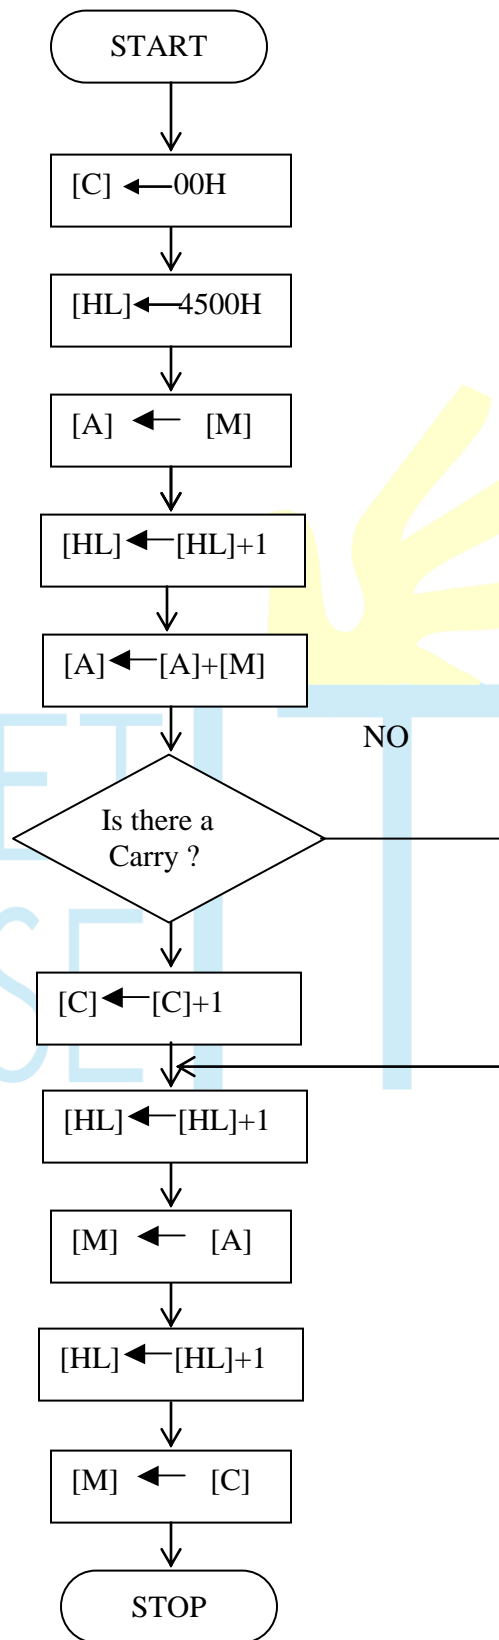 START
[C] ← 00H
[HL] ← 4500H
[A] ← [M]
[HL] ← [HL]+1
[A] ← [A]+[M]
NO
Is there a
Carry ?
[C] ← [C]+1
[HL] ← [HL]+1
[M] ← [A]
[HL] ← [HL]+1
[M] ← [C]
STOP